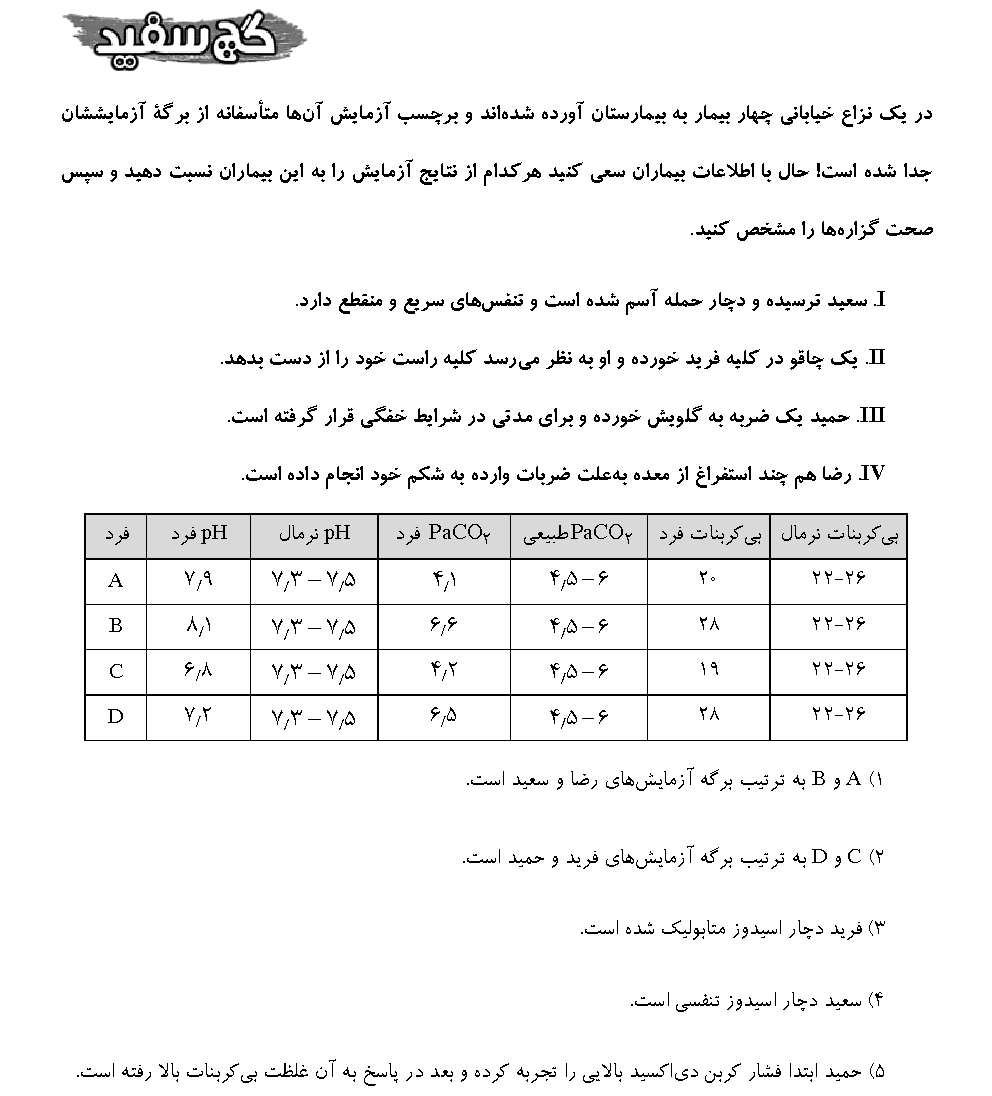 گچ سفید
در یک نزاع خیابانی چهار بیمار به بیمارستان آورده شده‌اند و برچسب آزمایش آن‌ها متأسفانه از برگهٔ آزمایششان
جدا شده است! حال با اطلاعات بیماران سعی کنید هرکدام از نتایج آزمایش را به این بیماران نسبت دهید و سپس
صحت گزاره‌ها را مشخص کنید.
I. سعید ترسیده و دچار حمله آسم شده است و تنفس‌های سریع و منقطع دارد.
II. یک چاقو در کلیه فرید خورده و او به نظر می‌رسد کلیه راست خود را از دست بدهد.
III. حمید یک ضربه به گلویش خورده و برای مدتی در شرایط خفگی قرار گرفته است.
IV. رضا هم چند استفراغ از معده به‌علت ضربات وارده به شکم خود انجام داده است.
بی‌کربنات نرمال بی‌کربنات فرد PaCO۲ طبیعی PaCO۲ فرد pH نرمال pH فرد فرد
۲۲-۲۶ ۲۰ ۴٫۵ – ۶ ۴٫۱ ۷٫۳ – ۷٫۵ ۷٫۹ A
۲۲-۲۶ ۲۸ ۴٫۵ – ۶ ۶٫۶ ۷٫۳ – ۷٫۵ ۸٫۱ B
۲۲-۲۶ ۱۹ ۴٫۵ – ۶ ۴٫۲ ۷٫۳ – ۷٫۵ ۶٫۸ C
۲۲-۲۶ ۲۸ ۴٫۵ – ۶ ۶٫۵ ۷٫۳ – ۷٫۵ ۷٫۲ D
۱) A و B به ترتیب برگه آزمایش‌های رضا و سعید است.
۲) C و D به ترتیب برگه آزمایش‌های فرید و حمید است.
۳) فرید دچار اسیدوز متابولیک شده است.
۴) سعید دچار اسیدوز تنفسی است.
۵) حمید ابتدا فشار کربن دی‌اکسید بالایی را تجربه کرده و بعد در پاسخ به آن غلظت بی‌کربنات بالا رفته است.